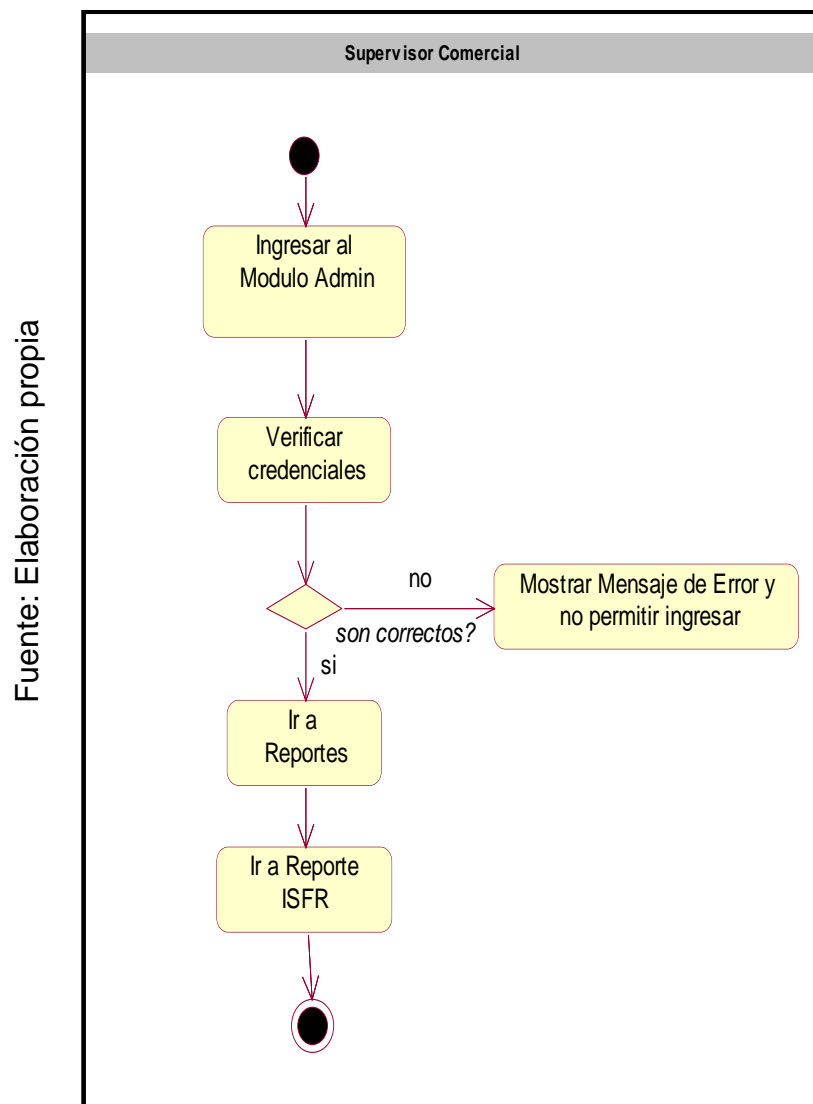 Supervisor Comercial
Ingresar al
Modulo Admin
Verificar
credenciales
no
son correctos?
Mostrar Mensaje de Error y
no permitir ingresar
si
Ir a
Reportes
Ir a Reporte
ISFR
Fuente: Elaboración propia